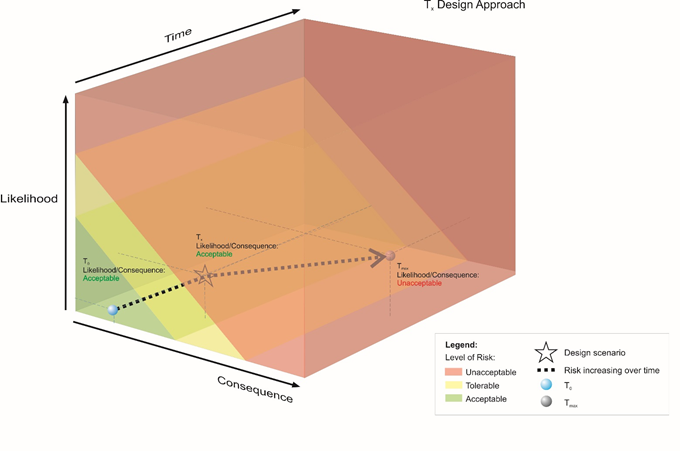 Tx Design Approach
Time
Likelihood
Tx
Likelihood/Consequence:
Acceptable
T0
Likelihood/Consequence:
Acceptable
Tmax
Likelihood/Consequence:
Unacceptable
Consequence
Legend:
Level of Risk:
Unacceptable
Tolerable
Acceptable
Design scenario
Risk increasing over time
T0
Tmax